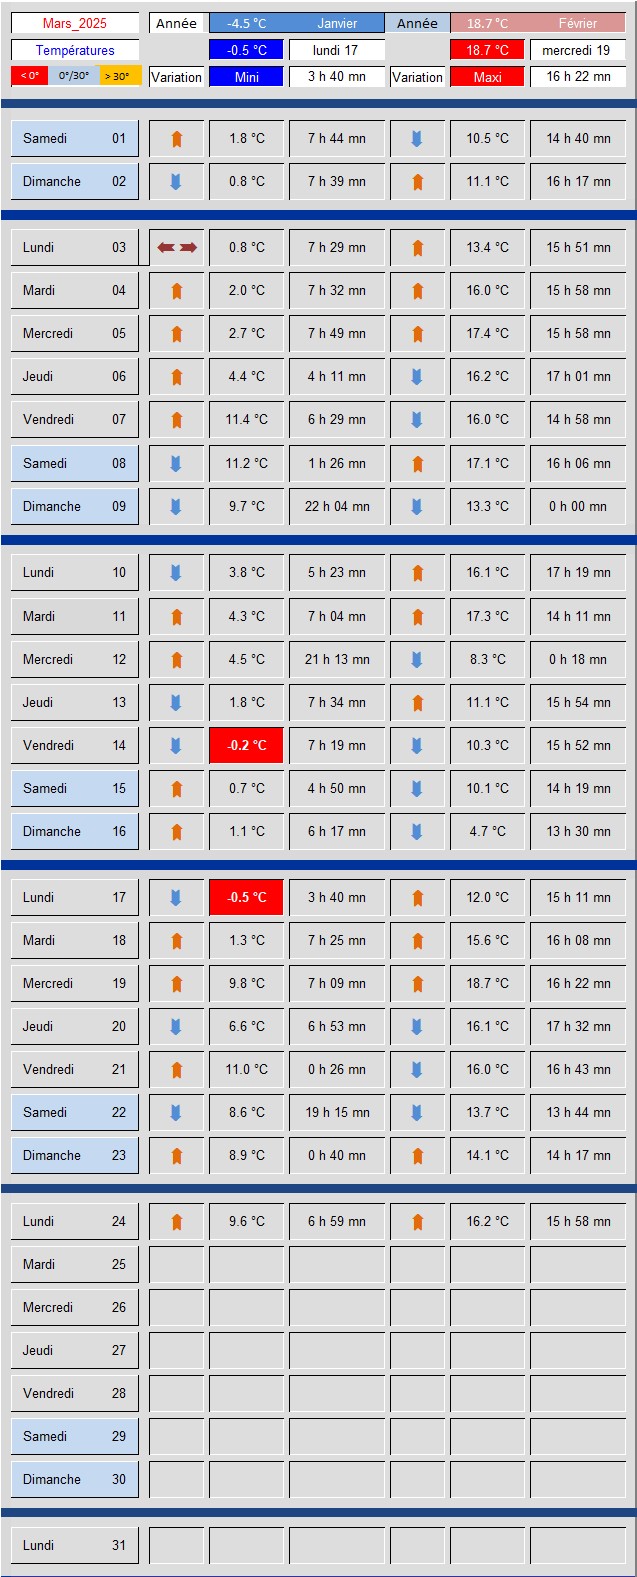 Mars_2025 Année -4.5 °C Janvier Année 18.7 °C Février
Températures -0.5 °C lundi 17 18.7 °C mercredi 19
< 0° 0°/30° > 30° Variation Mini 3 h 40 mn Variation Maxi 16 h 22 mn
Samedi 01 1.8 °C 7 h 44 mn 10.5 °C 14 h 40 mn
Dimanche 02 0.8 °C 7 h 39 mn 11.1 °C 16 h 17 mn
Lundi 03 0.8 °C 7 h 29 mn 13.4 °C 15 h 51 mn
Mardi 04 2.0 °C 7 h 32 mn 16.0 °C 15 h 58 mn
Mercredi 05 2.7 °C 7 h 49 mn 17.4 °C 15 h 58 mn
Jeudi 06 4.4 °C 4 h 11 mn 16.2 °C 17 h 01 mn
Vendredi 07 11.4 °C 6 h 29 mn 16.0 °C 14 h 58 mn
Samedi 08 11.2 °C 1 h 26 mn 17.1 °C 16 h 06 mn
Dimanche 09 9.7 °C 22 h 04 mn 13.3 °C 0 h 00 mn
Lundi 10 3.8 °C 5 h 23 mn 16.1 °C 17 h 19 mn
Mardi 11 4.3 °C 7 h 04 mn 17.3 °C 14 h 11 mn
Mercredi 12 4.5 °C 21 h 13 mn 8.3 °C 0 h 18 mn
Jeudi 13 1.8 °C 7 h 34 mn 11.1 °C 15 h 54 mn
Vendredi 14 -0.2 °C 7 h 19 mn 10.3 °C 15 h 52 mn
Samedi 15 0.7 °C 4 h 50 mn 10.1 °C 14 h 19 mn
Dimanche 16 1.1 °C 6 h 17 mn 4.7 °C 13 h 30 mn
Lundi 17 -0.5 °C 3 h 40 mn 12.0 °C 15 h 11 mn
Mardi 18 1.3 °C 7 h 25 mn 15.6 °C 16 h 08 mn
Mercredi 19 9.8 °C 7 h 09 mn 18.7 °C 16 h 22 mn
Jeudi 20 6.6 °C 6 h 53 mn 16.1 °C 17 h 32 mn
Vendredi 21 11.0 °C 0 h 26 mn 16.0 °C 16 h 43 mn
Samedi 22 8.6 °C 19 h 15 mn 13.7 °C 13 h 44 mn
Dimanche 23 8.9 °C 0 h 40 mn 14.1 °C 14 h 17 mn
Lundi 24 9.6 °C 6 h 59 mn 16.2 °C 15 h 58 mn
Mardi 25
Mercredi 26
Jeudi 27
Vendredi 28
Samedi 29
Dimanche 30
Lundi 31